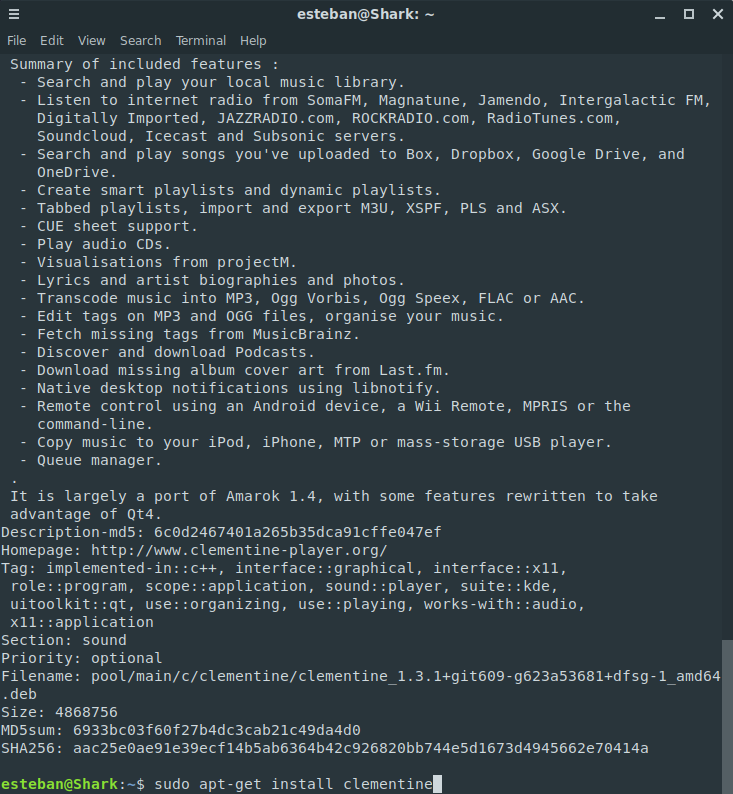 esteban@Shark: ~
File Edit View Search Terminal Help
Summary of included features :
- Search and play your local music library.
- Listen to internet radio from SomaFM, Magnatune, Jamendo, Intergalactic FM,
Digitally Imported, JAZZRADIO.com, ROCKRADIO.com, RadioTunes.com,
Soundcloud, Icecast and Subsonic servers.
- Search and play songs you've uploaded to Box, Dropbox, Google Drive, and
OneDrive.
- Create smart playlists and dynamic playlists.
- Tabbed playlists, import and export M3U, XSPF, PLS and ASX.
- CUE sheet support.
- Play audio CDs.
- Visualisations from projectM.
- Lyrics and artist biographies and photos.
- Transcode music into MP3, Ogg Vorbis, Ogg Speex, FLAC or AAC.
- Edit tags on MP3 and OGG files, organise your music.
- Fetch missing tags from MusicBrainz.
- Discover and download Podcasts.
- Download missing album cover art from Last.fm.
- Native desktop notifications using libnotify.
- Remote control using an Android device, a Wii Remote, MPRIS or the
command-line.
- Copy music to your iPod, iPhone, MTP or mass-storage USB player.
- Queue manager.
.
It is largely a port of Amarok 1.4, with some features rewritten to take
advantage of Qt4.
Description-md5: 6c0d2467401a265b35dca91cffe047ef
Homepage: http://www.clementine-player.org/
Tag: implemented-in::c++, interface::graphical, interface::x11,
role::program, scope::application, sound::player, suite::kde,
uitoolkit::qt, use::organizing, use::playing, works-with::audio,
x11::application
Section: sound
Priority: optional
Filename: pool/main/c/clementine/clementine_1.3.1+git609-g623a53681+dfsg-1_amd64
.deb
Size: 4868756
MD5sum: 6933bc03f60f27b4dc3cab21c49da4d0
SHA256: aac25e0ae91e39ecf14b5ab6364b42c926820bb744e5d1673d4945662e70414a
esteban@Shark:~$ sudo apt-get install clementine